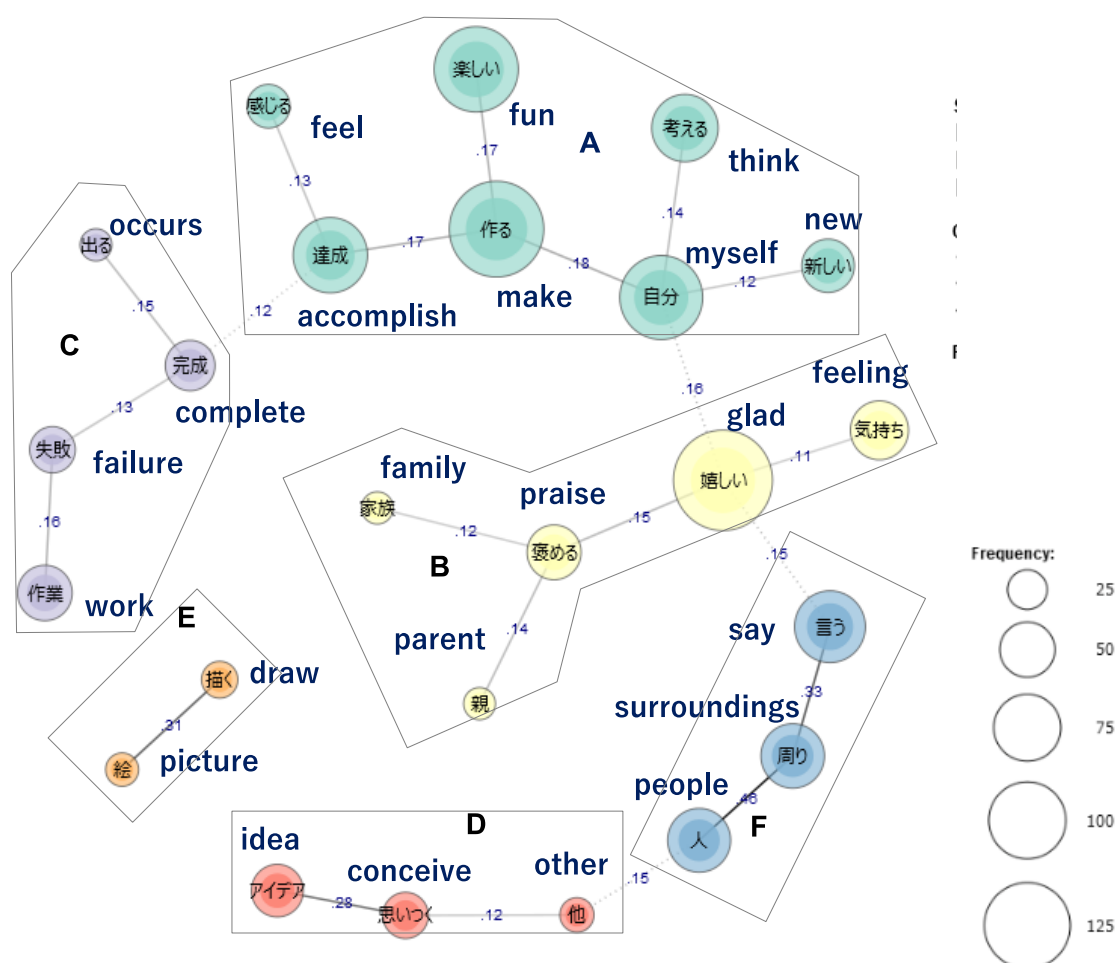 楽しい
fun
感じる
feel
A
考える
think
.17
.13
.14
new
occurs
出る
作る
myself
新しい
達成
.17
.18
.12
make
自分
accomplish
.15
.12
C
完成
complete
.13
失敗
failure
.16
作業
work
.16
feeling
glad
気持ち
.11
嬉しい
family
praise
家族
.12
.15
褒める
B
parent
.14
親
.15
say
言う
.33
surroundings
周り
people
.46
F
人
E
draw
描く
.31
picture
絵
D
idea
conceive
other
アイデア
.28
思いつく
.12
他
.15
Frequency:
25
50
75
100
125